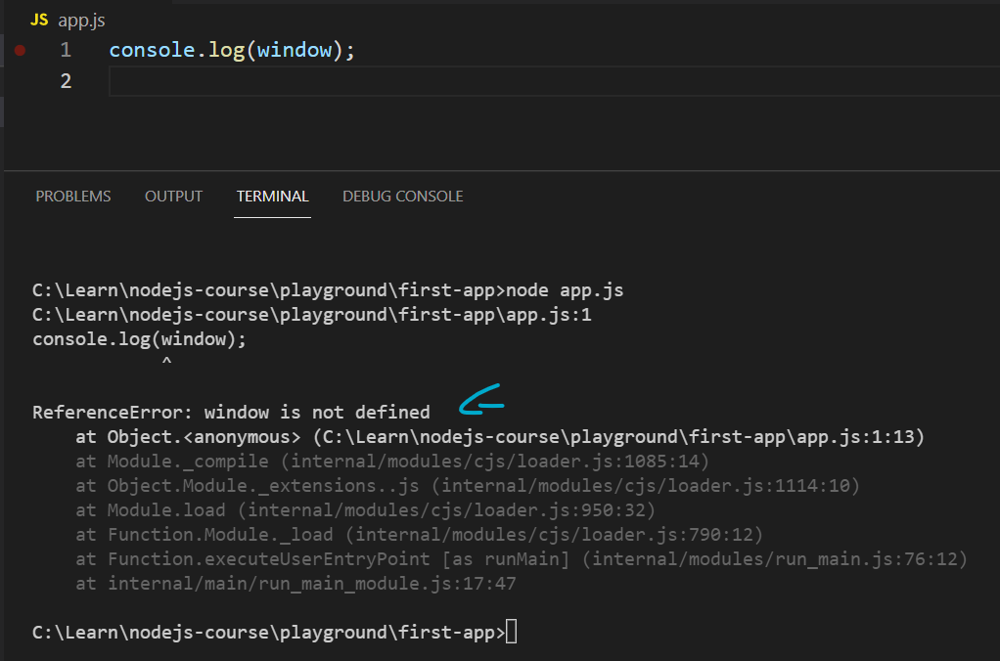 JS app.js
1 console.log(window);
2
PROBLEMS OUTPUT TERMINAL DEBUG CONSOLE
C:\Learn\nodejs-course\playground\first-app>node app.js
C:\Learn\nodejs-course\playground\first-app\app.js:1
console.log(window);
^
ReferenceError: window is not defined
at Object.<anonymous> (C:\Learn\nodejs-course\playground\first-app\app.js:1:13)
at Module._compile (internal/modules/cjs/loader.js:1085:14)
at Object.Module._extensions..js (internal/modules/cjs/loader.js:1114:10)
at Module.load (internal/modules/cjs/loader.js:950:32)
at Function.Module._load (internal/modules/cjs/loader.js:790:12)
at Function.executeUserEntryPoint [as runMain] (internal/modules/run_main.js:76:12)
at internal/main/run_main_module.js:17:47
C:\Learn\nodejs-course\playground\first-app>